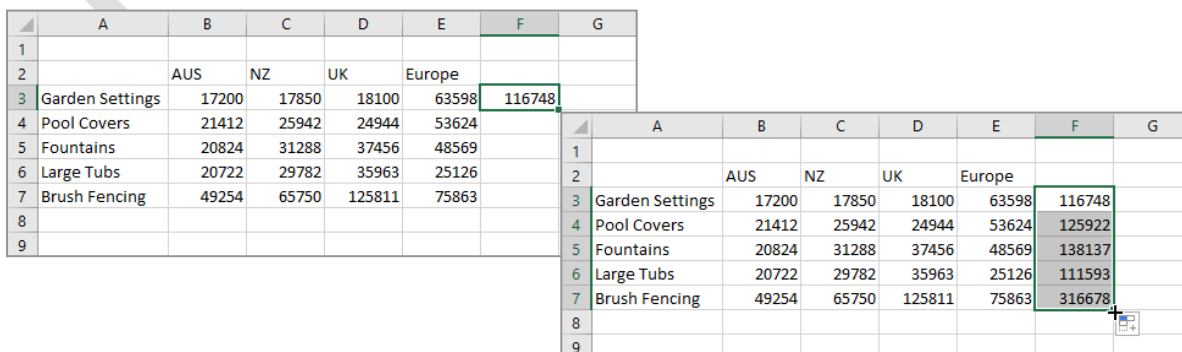 A B C D E F G
1
2 AUS NZ UK Europe
3 Garden Settings 17200 17850 18100 63598 116748
4 Pool Covers 21412 25942 24944 53624
5 Fountains 20824 31288 37456 48569
6 Large Tubs 20722 29782 35963 25126
7 Brush Fencing 49254 65750 125811 75863
8
9
A B C D E F G
1
2 AUS NZ UK Europe
3 Garden Settings 17200 17850 18100 63598 116748
4 Pool Covers 21412 25942 24944 53624 125922
5 Fountains 20824 31288 37456 48569 138137
6 Large Tubs 20722 29782 35963 25126 111593
7 Brush Fencing 49254 65750 125811 75863 316678
8
9